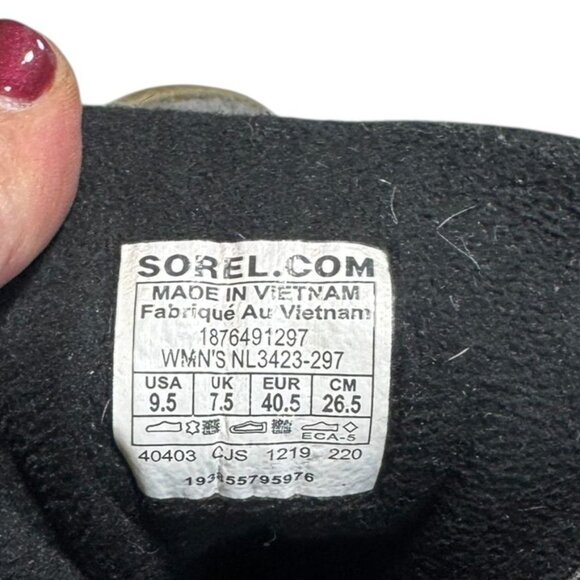 SOREL.COM
MADE IN VIETNAM
Fabriqué Au Vietnam
1876491297
WMN'S NL3423-297
USA UK EUR CM
9.5 7.5 40.5 26.5
ECA-5
40403 CJS 1219 220